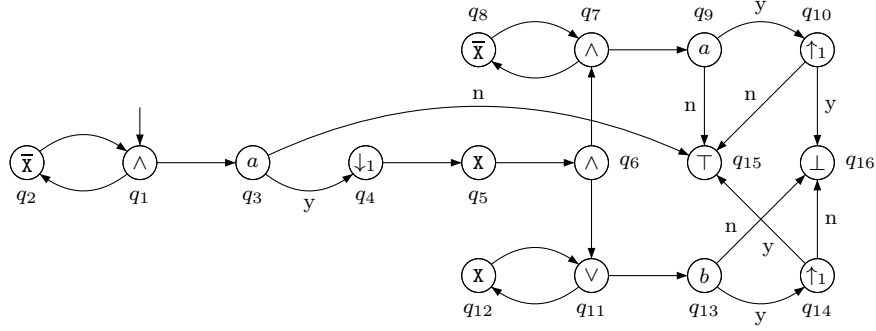 q8 q7 q9 y q10
X̅ ∧ a ↑1
n n y
n
X̅ ∧ a ↓1 X ∧ q6 ⊤ q15 ⊥ q16
q2 q1 q3 y q4 q5
n y n
X ∨ b ↑1
q12 q11 q13 y q14